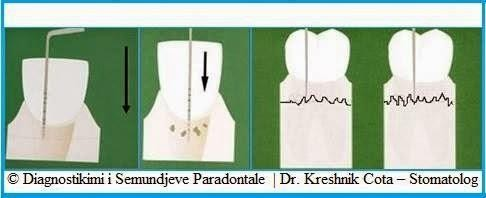 © Diagnostikimi i Semundjeve Paradontale | Dr. Kreshnik Cota – Stomatolog